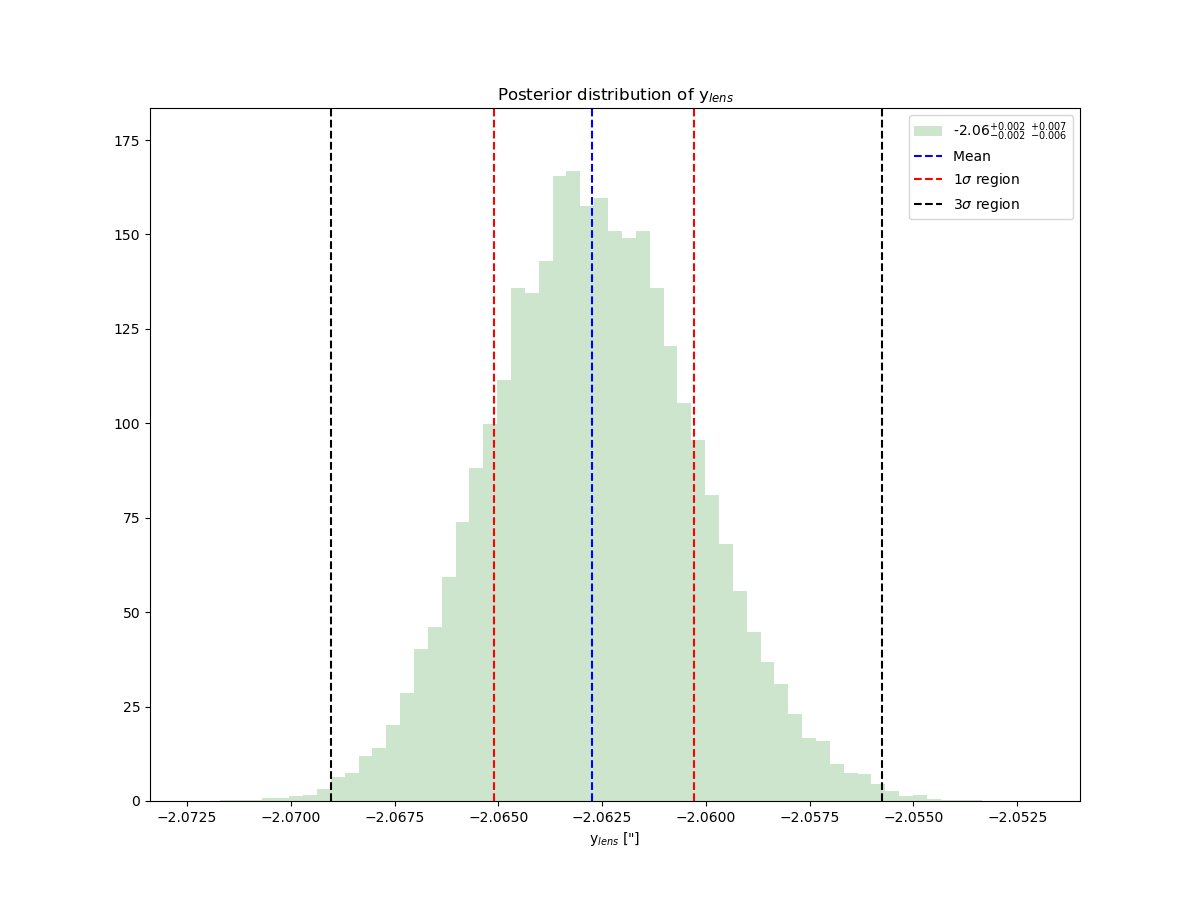 Posterior distribution of y_lens
-2.06 +0.002 −0.002 +0.007 −0.006
Mean
1σ region
3σ region
175
150
125
100
75
50
25
0
−2.0725 −2.0700 −2.0675 −2.0650 −2.0625 −2.0600 −2.0575 −2.0550 −2.0525
y_lens ["]